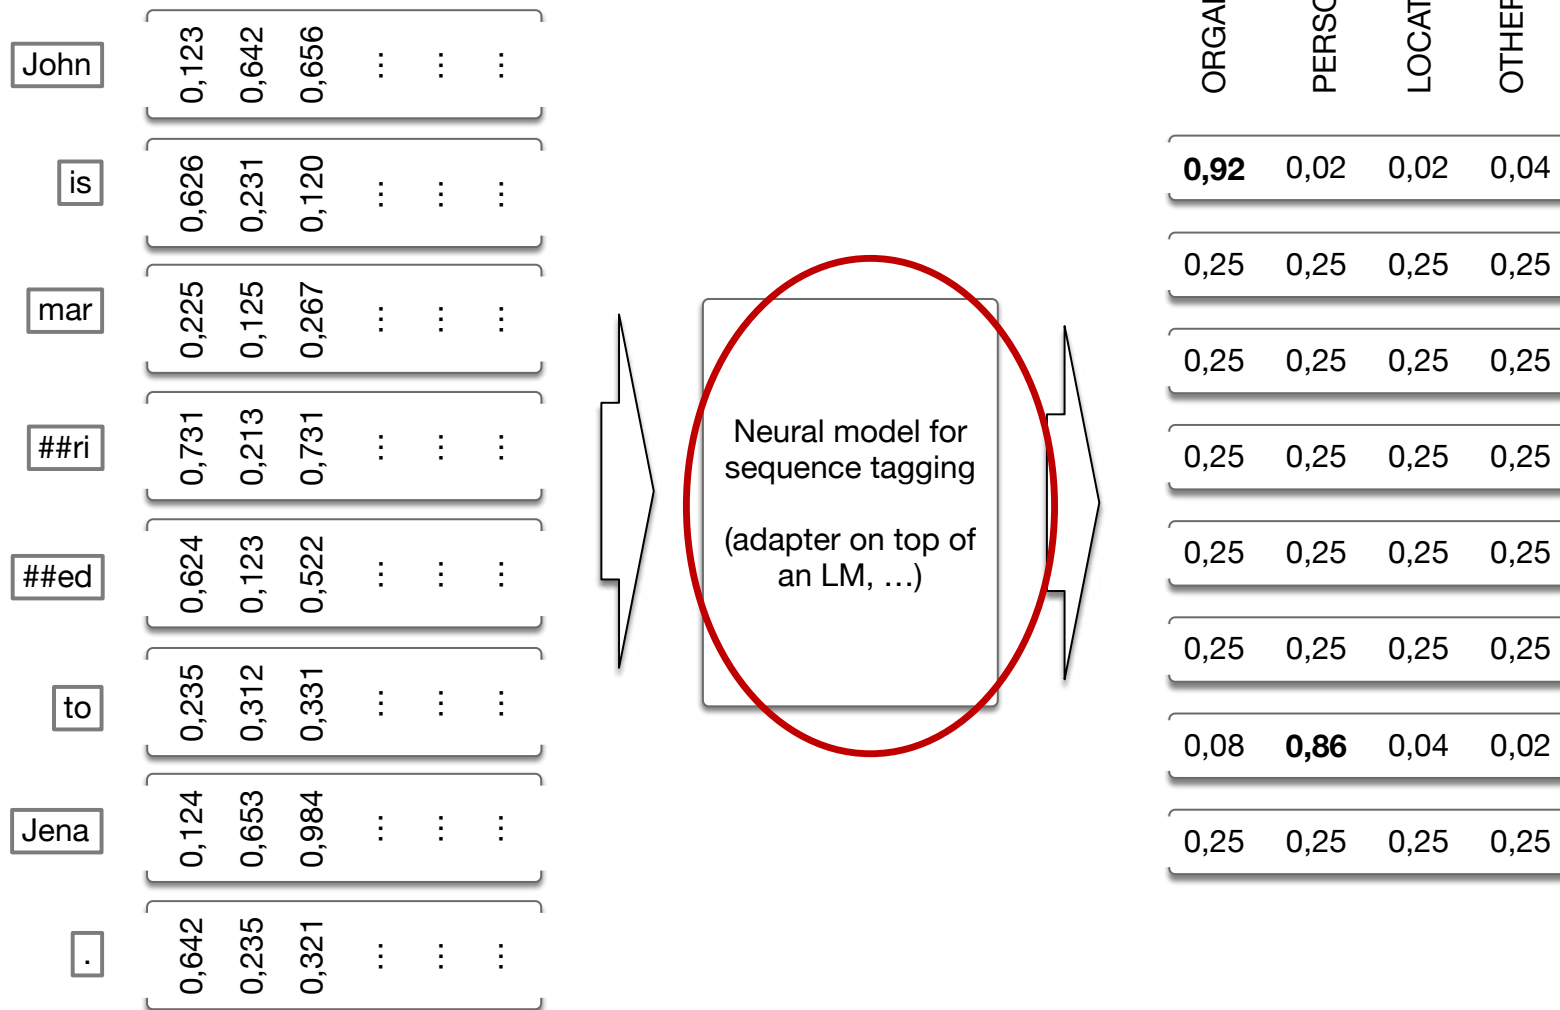 John
0,123 0,642 0,656 ... ... ...
is
0,626 0,231 0,120 ... ... ...
mar
0,225 0,125 0,267 ... ... ...
##ri
0,731 0,213 0,731 ... ... ...
##ed
0,624 0,123 0,522 ... ... ...
to
0,235 0,312 0,331 ... ... ...
Jena
0,124 0,653 0,984 ... ... ...
.
0,642 0,235 0,321 ... ... ...
Neural model for
sequence tagging
(adapter on top of
an LM, …)
ORGAI
PERSO
LOCAT
OTHER
0,92 0,02 0,02 0,04
0,25 0,25 0,25 0,25
0,25 0,25 0,25 0,25
0,25 0,25 0,25 0,25
0,25 0,25 0,25 0,25
0,25 0,25 0,25 0,25
0,08 0,86 0,04 0,02
0,25 0,25 0,25 0,25